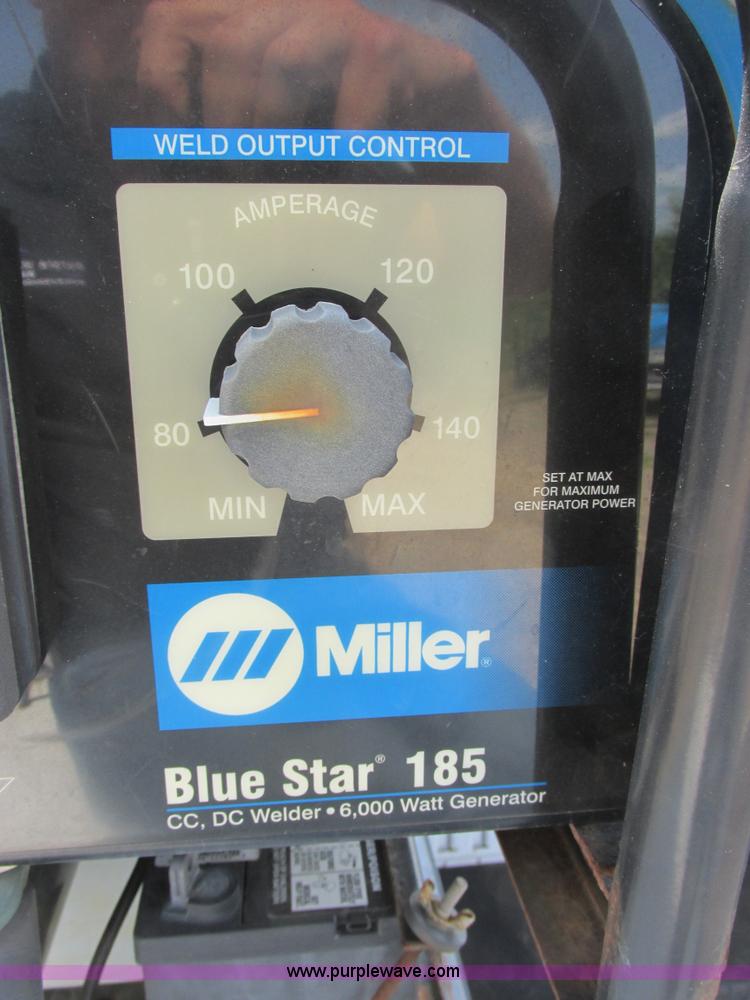 WELD OUTPUT CONTROL
AMPERAGE
100
120
80
140
MIN
MAX
SET AT MAX
FOR MAXIMUM
GENERATOR POWER
Miller®
Blue Star® 185
CC, DC Welder • 6,000 Watt Generator
www.purplewave.com